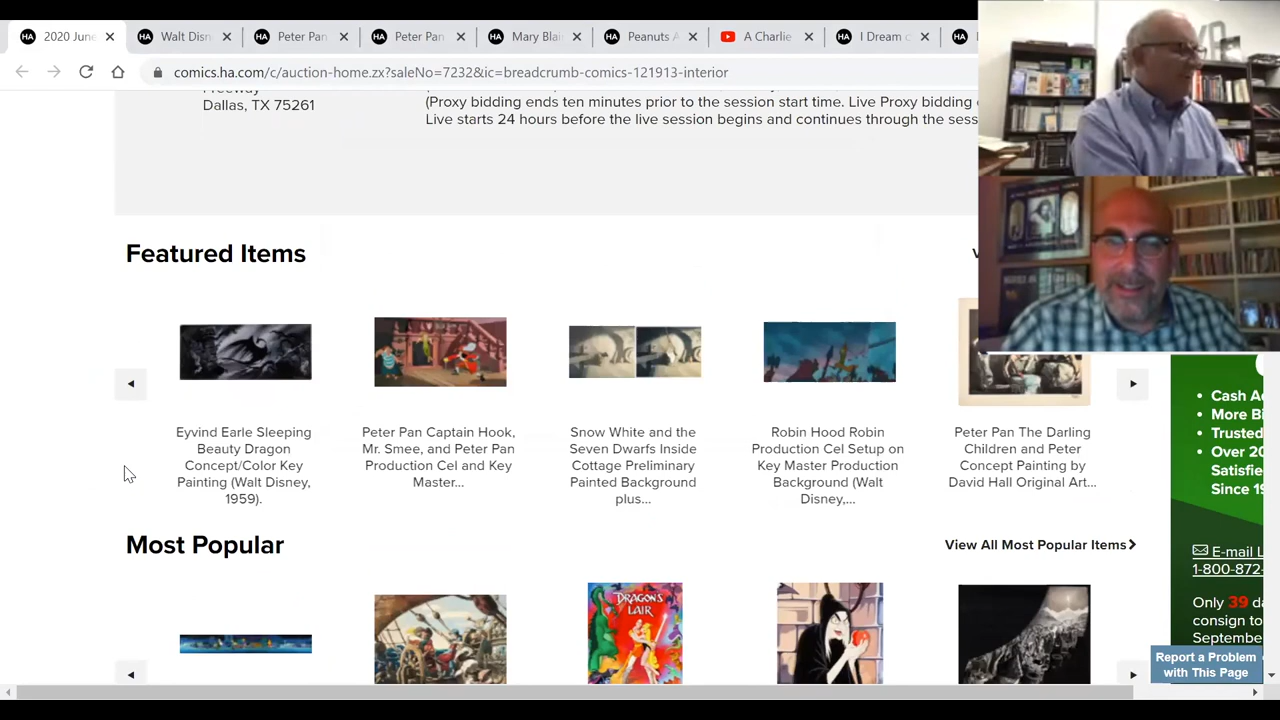 2020 June
Walt Disn
Peter Pan
Peter Pan
Mary Blai
Peanuts A
A Charlie
I Dream o
comics.ha.com/c/auction-home.zx?saleNo=7232&ic=breadcrumb-comics-121913-interior
Freeway
Dallas, TX 75261
(Proxy bidding ends ten minutes prior to the session start time. Live Proxy bidding
Live starts 24 hours before the live session begins and continues through the sess
Featured Items
Eyvind Earle Sleeping
Beauty Dragon
Concept/Color Key
Painting (Walt Disney,
1959).
Peter Pan Captain Hook,
Mr. Smee, and Peter Pan
Production Cel and Key
Master...
Snow White and the
Seven Dwarfs Inside
Cottage Preliminary
Painted Background
plus...
Robin Hood Robin
Production Cel Setup on
Key Master Production
Background (Walt
Disney,...
Peter Pan The Darling
Children and Peter
Concept Painting by
David Hall Original Art...
Most Popular
View All Most Popular Items
DRAGON'S
LAIR
• Cash A
• More Bi
• Trusted
• Over 20
Satisfie
Since 19
E-mail
1-800-872-
Only 39 da
consign to
September
Report a Problem
with This Page